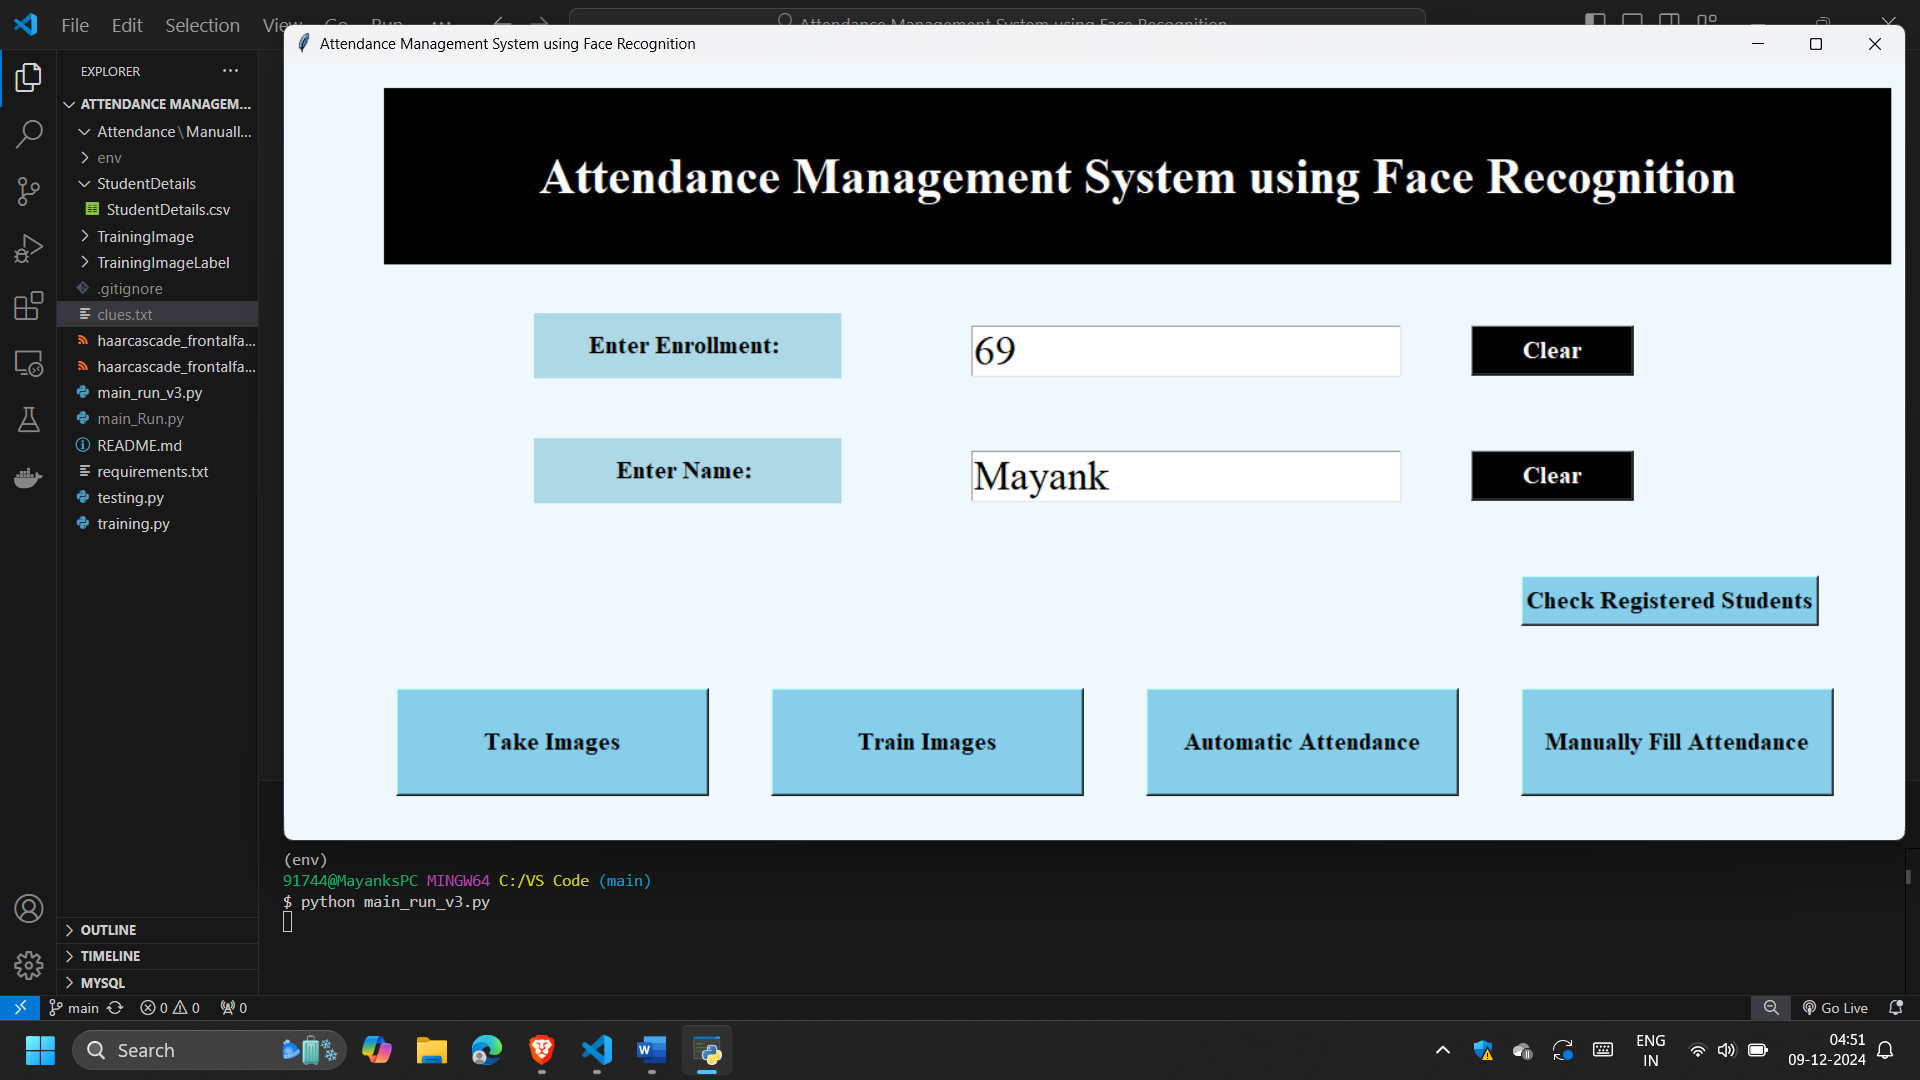 File Edit Selection View Go Run ...
Attendance Management System using Face Recognition
Attendance Management System using Face Recognition
EXPLORER
ATTENDANCE MANAGEM...
Attendance\Manuall...
env
StudentDetails
StudentDetails.csv
TrainingImage
TrainingImageLabel
.gitignore
clues.txt
haarcascade_frontalfa...
haarcascade_frontalfa...
main_run_v3.py
main_Run.py
README.md
requirements.txt
testing.py
training.py
OUTLINE
TIMELINE
MYSQL
Attendance Management System using Face Recognition
Enter Enrollment: 69 Clear
Enter Name: Mayank Clear
Check Registered Students
Take Images Train Images Automatic Attendance Manually Fill Attendance
(env)
91744@MayanksPC MINGW64 C:/VS Code (main)
$ python main_run_v3.py
main 0 0 0 Go Live
Search
ENG
IN
04:51
09-12-2024